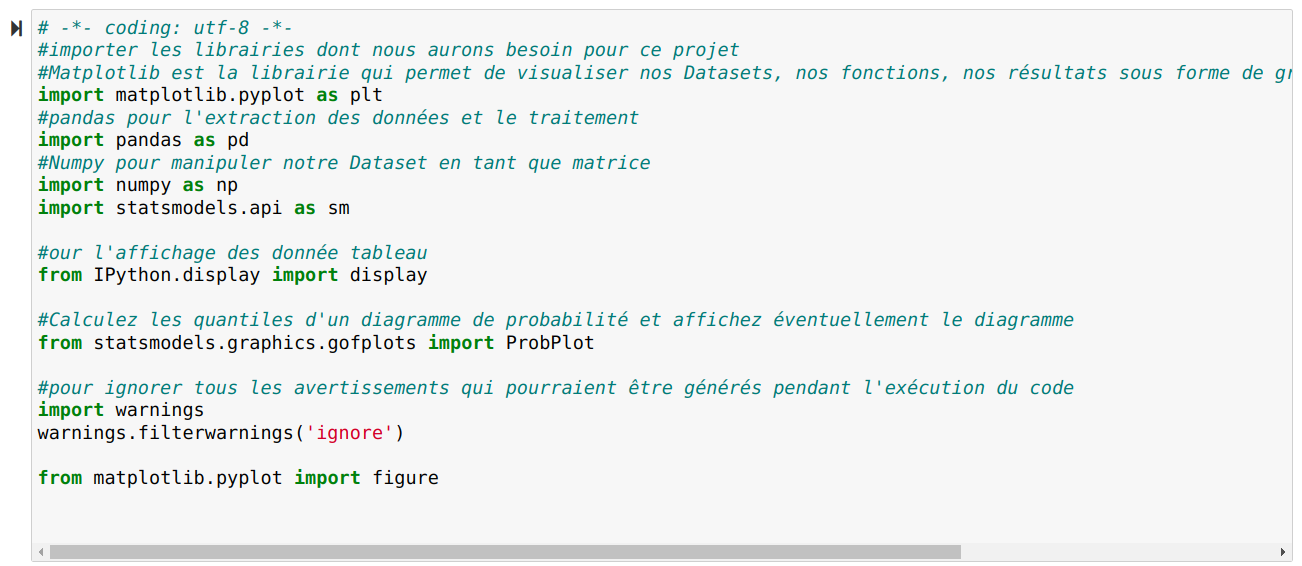 # -*- coding: utf-8 -*-
#importer les librairies dont nous aurons besoin pour ce projet
#Matplotlib est la librairie qui permet de visualiser nos Datasets, nos fonctions, nos résultats sous forme de
import matplotlib.pyplot as plt
#pandas pour l'extraction des données et le traitement
import pandas as pd
#Numpy pour manipuler notre Dataset en tant que matrice
import numpy as np
import statsmodels.api as sm
#our l'affichage des donnée tableau
from IPython.display import display
#Calculez les quantiles d'un diagramme de probabilité et affichez éventuellement le diagramme
from statsmodels.graphics.gofplots import ProbPlot
#pour ignorer tous les avertissements qui pourraient être générés pendant l'exécution du code
import warnings
warnings.filterwarnings('ignore')
from matplotlib.pyplot import figure